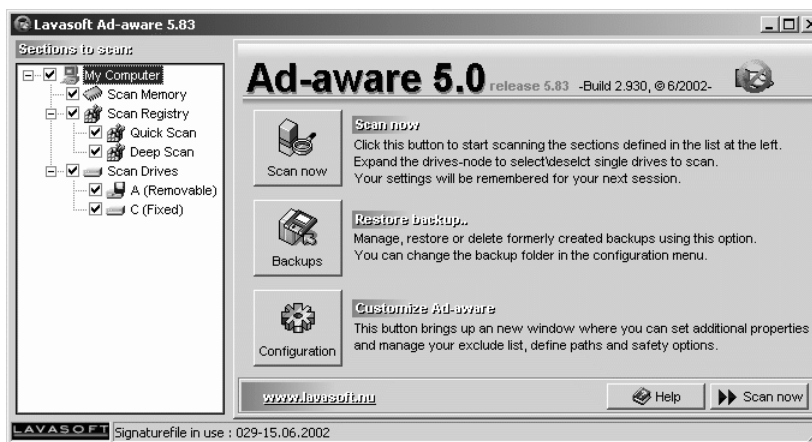 Lavasoft Ad-aware 5.83
Sections to scan:
My Computer
Scan Memory
Scan Registry
Quick Scan
Deep Scan
Scan Drives
A (Removable)
C (Fixed)
Ad-aware 5.0 release 5.83 -Build 2.930, © 6/2002-
Scan now
Scan now
Click this button to start scanning the sections defined in the list at the left.
Expand the drives-node to select\deselct single drives to scan.
Your settings will be remembered for your next session.
Backups
Restore backup..
Manage, restore or delete formerly created backups using this option.
You can change the backup folder in the configuration menu.
Configuration
Customize Ad-aware
This button brings up an new window where you can set additional properties
and manage your exclude list, define paths and safety options.
www.lavasoft.nu
Help
Scan now
LAVASOFT Signaturefile in use : 029-15.06.2002